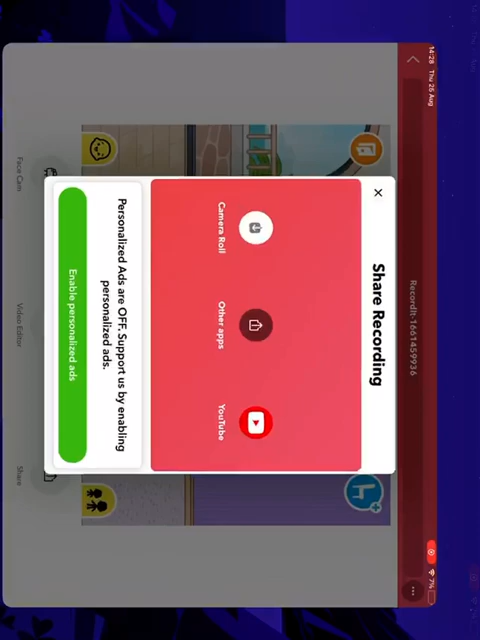 14:28 Thu 25 Aug
7%
RecordIt-1661459936
Share Recording
Camera Roll
Other apps
YouTube
Personalized Ads are OFF. Support us by enabling
personalized ads.
Enable personalized ads
Face Cam
Video Editor
Share